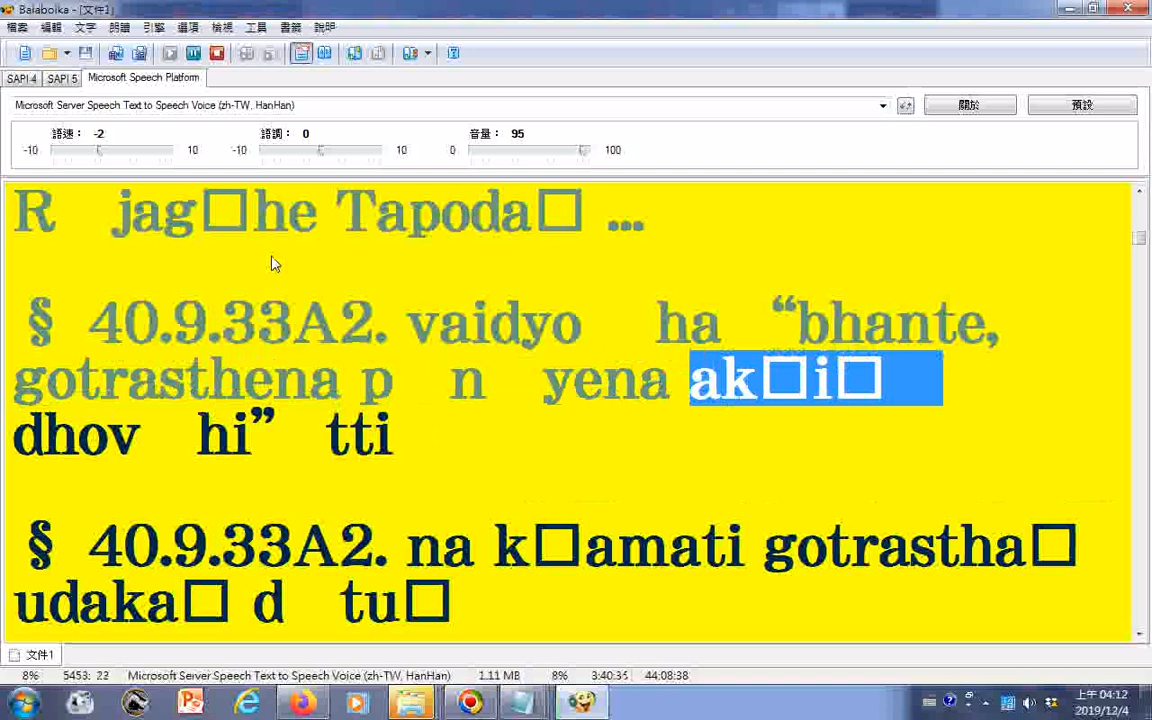 Balabolka - [文件1]
檔案 編輯 文字 朗讀 引擎 選項 檢視 工具 書籤 說明
SAPI 4 SAPI 5 Microsoft Speech Platform
Microsoft Server Speech Text to Speech Voice (zh-TW, HanHan) 關於 預設
語速： -2 語調： 0 音量： 95
-10 10 -10 10 0 100
R jag□he Tapoda□ ...
§ 40.9.33A2. vaidyo ha “bhante,
gotrasthena p n yena ak□i□
dhov hi” tti
§ 40.9.33A2. na k□amati gotrastha□
udaka□ d tu□
文件1
8% 5453: 22 Microsoft Server Speech Text to Speech Voice (zh-TW, HanHan) 1.11 MB 8% 3:40:35 44:08:38
上午 04:12
2019/12/4